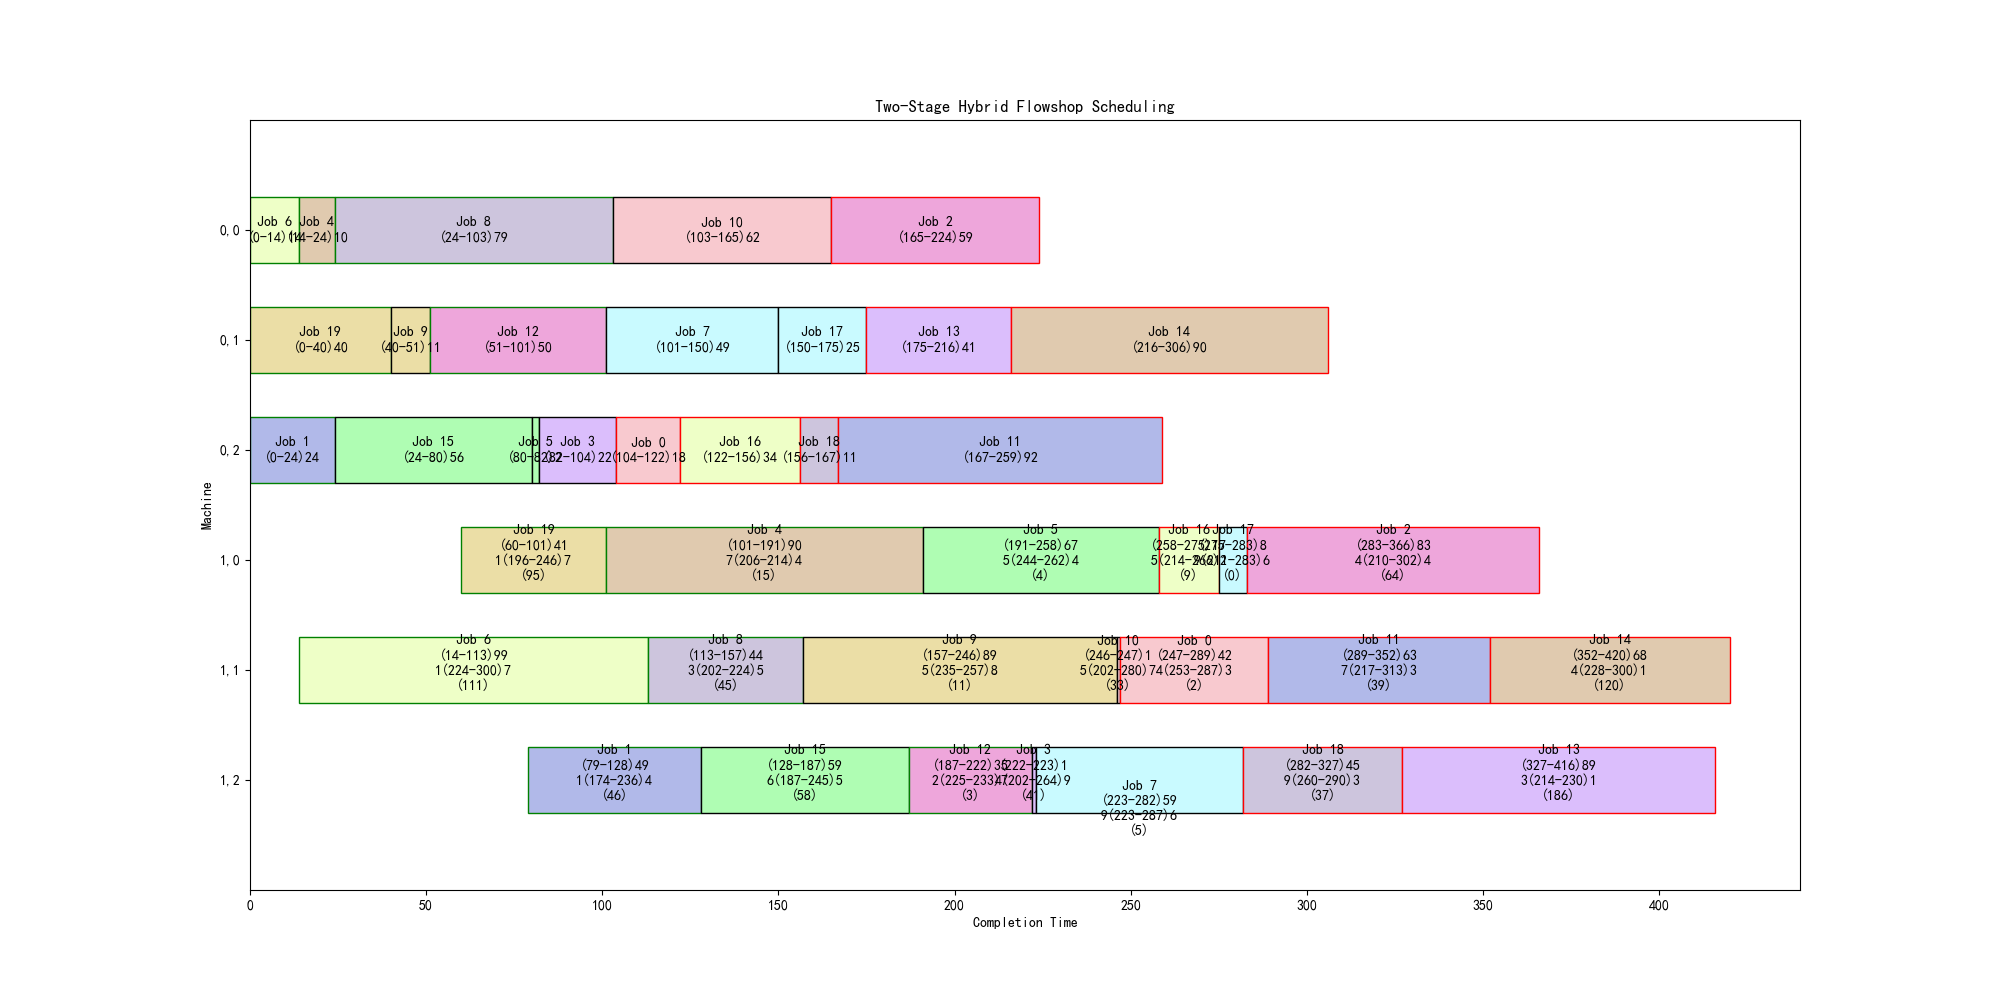 Two-Stage Hybrid Flowshop Scheduling
Machine
0,0
Job 6
(0-14)14
Job 4
(14-24)10
Job 8
(24-103)79
Job 10
(103-165)62
Job 2
(165-224)59
0,1
Job 19
(0-40)40
Job 9
(40-51)11
Job 12
(51-101)50
Job 7
(101-150)49
Job 17
(150-175)25
Job 13
(175-216)41
Job 14
(216-306)90
0,2
Job 1
(0-24)24
Job 15
(24-80)56
Job 5
(80-82)2
Job 3
(82-104)22
Job 0
(104-122)18
Job 16
(122-156)34
Job 18
(156-167)11
Job 11
(167-259)92
1,0
Job 19
(60-101)41
1(196-246)7
(95)
Job 4
(101-191)90
7(206-214)4
(15)
Job 5
(191-258)67
5(244-262)4
(4)
Job 16
(258-275)17
(9)
Job 17
(275-283)8
(0)
Job 2
(283-366)83
4(210-302)4
(64)
1,1
Job 6
(14-113)99
1(224-300)7
(111)
Job 8
(113-157)44
3(202-224)5
(45)
Job 9
(157-246)89
5(235-257)8
(11)
Job 10
(246-247)1
5(202-280)7
(33)
Job 0
(247-289)42
4(253-287)3
(2)
Job 11
(289-352)63
7(217-313)3
(39)
Job 14
(352-420)68
4(228-300)1
(120)
1,2
Job 1
(79-128)49
1(174-236)4
(46)
Job 15
(128-187)59
6(187-245)5
(58)
Job 12
(187-222)35
2(225-233)7
(3)
Job 3
(222-223)1
4(202-264)9
(41)
Job 7
(223-282)59
9(223-287)6
(5)
Job 18
(282-327)45
9(260-290)3
(37)
Job 13
(327-416)89
3(214-230)1
(186)
0
50
100
150
200
250
300
350
400
Completion Time